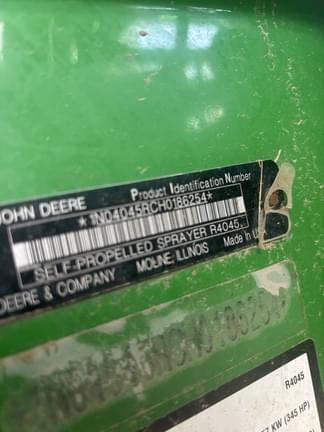 JOHN DEERE
Product Identification Number
*1N04045RCH0186254*
SELF-PROPELLED SPRAYER R4045
DEERE & COMPANY MOLINE, ILLINOIS Made in U
R4045
KW (345 HP)